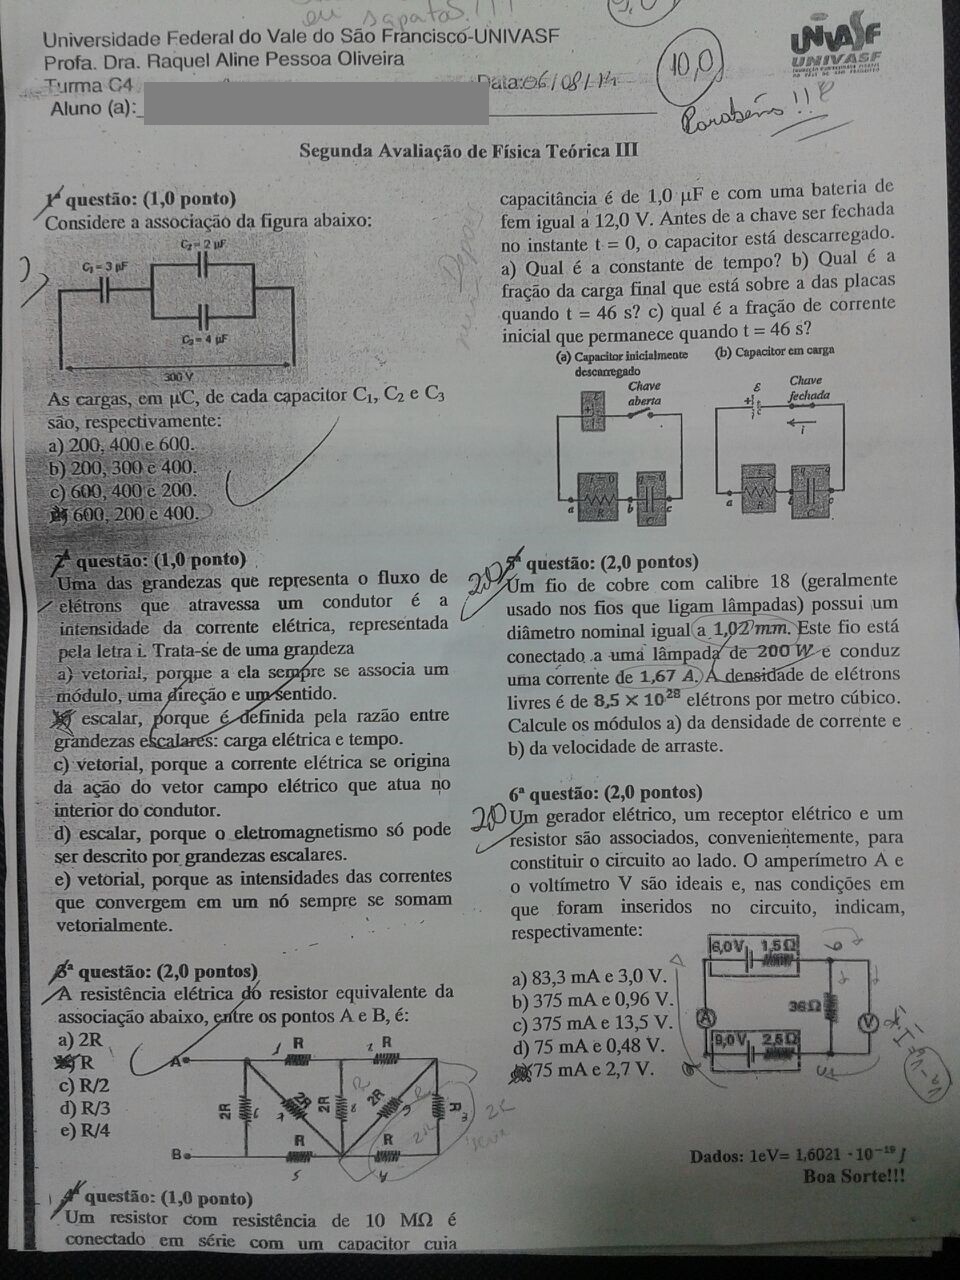 eu sapatos.!!!
Universidade Federal do Vale do São Francisco-UNIVASF
Profa. Dra. Raquel Aline Pessoa Oliveira
Turma C4
Data:06/08/14
Aluno (a):
10,0
Parabéns!!!
UNIVASF
UNIVASF
Segunda Avaliação de Física Teórica III
1ª questão: (1,0 ponto)
Considere a associação da figura abaixo:
C₂ = 2 µF
C₁ = 3 µF
C₃ = 4 µF
300 V
As cargas, em µC, de cada capacitor C₁, C₂ e C₃
são, respectivamente:
a) 200, 400 e 600.
b) 200, 300 e 400.
c) 600, 400 e 200.
600, 200 e 400.
2ª questão: (1,0 ponto)
Uma das grandezas que representa o fluxo de
elétrons que atravessa um condutor é a
intensidade da corrente elétrica, representada
pela letra i. Trata-se de uma grandeza
a) vetorial, porque a ela sempre se associa um
módulo, uma direção e um sentido.
escalar, porque é definida pela razão entre
grandezas escalares: carga elétrica e tempo.
c) vetorial, porque a corrente elétrica se origina
da ação do vetor campo elétrico que atua no
interior do condutor.
d) escalar, porque o eletromagnetismo só pode
ser descrito por grandezas escalares.
e) vetorial, porque as intensidades das correntes
que convergem em um nó sempre se somam
vetorialmente.
3ª questão: (2,0 pontos)
A resistência elétrica do resistor equivalente da
associação abaixo, entre os pontos A e B, é:
a) 2R
R
c) R/2
d) R/3
e) R/4
A
R
R
2R
2R
2R
2R
R
B
R
R
4ª questão: (1,0 ponto)
Um resistor com resistência de 10 MΩ é
conectado em série com um capacitor cuja
capacitância é de 1,0 µF e com uma bateria de
fem igual a 12,0 V. Antes de a chave ser fechada
no instante t = 0, o capacitor está descarregado.
a) Qual é a constante de tempo? b) Qual é a
fração da carga final que está sobre a das placas
quando t = 46 s? c) qual é a fração de corrente
inicial que permanece quando t = 46 s?
(a) Capacitor inicialmente
descarregado
(b) Capacitor em carga
Chave
aberta
ε
Chave
fechada
i
i = 0
q = 0
a
R
b
C
c
a
R
b
C
c
5ª questão: (2,0 pontos)
2,0
Um fio de cobre com calibre 18 (geralmente
usado nos fios que ligam lâmpadas) possui um
diâmetro nominal igual a 1,02 mm. Este fio está
conectado a uma lâmpada de 200 W e conduz
uma corrente de 1,67 A. A densidade de elétrons
livres é de 8,5 × 10²⁸ elétrons por metro cúbico.
Calcule os módulos a) da densidade de corrente e
b) da velocidade de arraste.
6ª questão: (2,0 pontos)
2,0
Um gerador elétrico, um receptor elétrico e um
resistor são associados, convenientemente, para
constituir o circuito ao lado. O amperímetro A e
o voltímetro V são ideais e, nas condições em
que foram inseridos no circuito, indicam,
respectivamente:
a) 83,3 mA e 3,0 V.
b) 375 mA e 0,96 V.
c) 375 mA e 13,5 V.
d) 75 mA e 0,48 V.
75 mA e 2,7 V.
6,0V
1,5Ω
36Ω
A
V
9,0V
2,5Ω
Dados: 1eV= 1,6021 · 10⁻¹⁹ J
Boa Sorte!!!